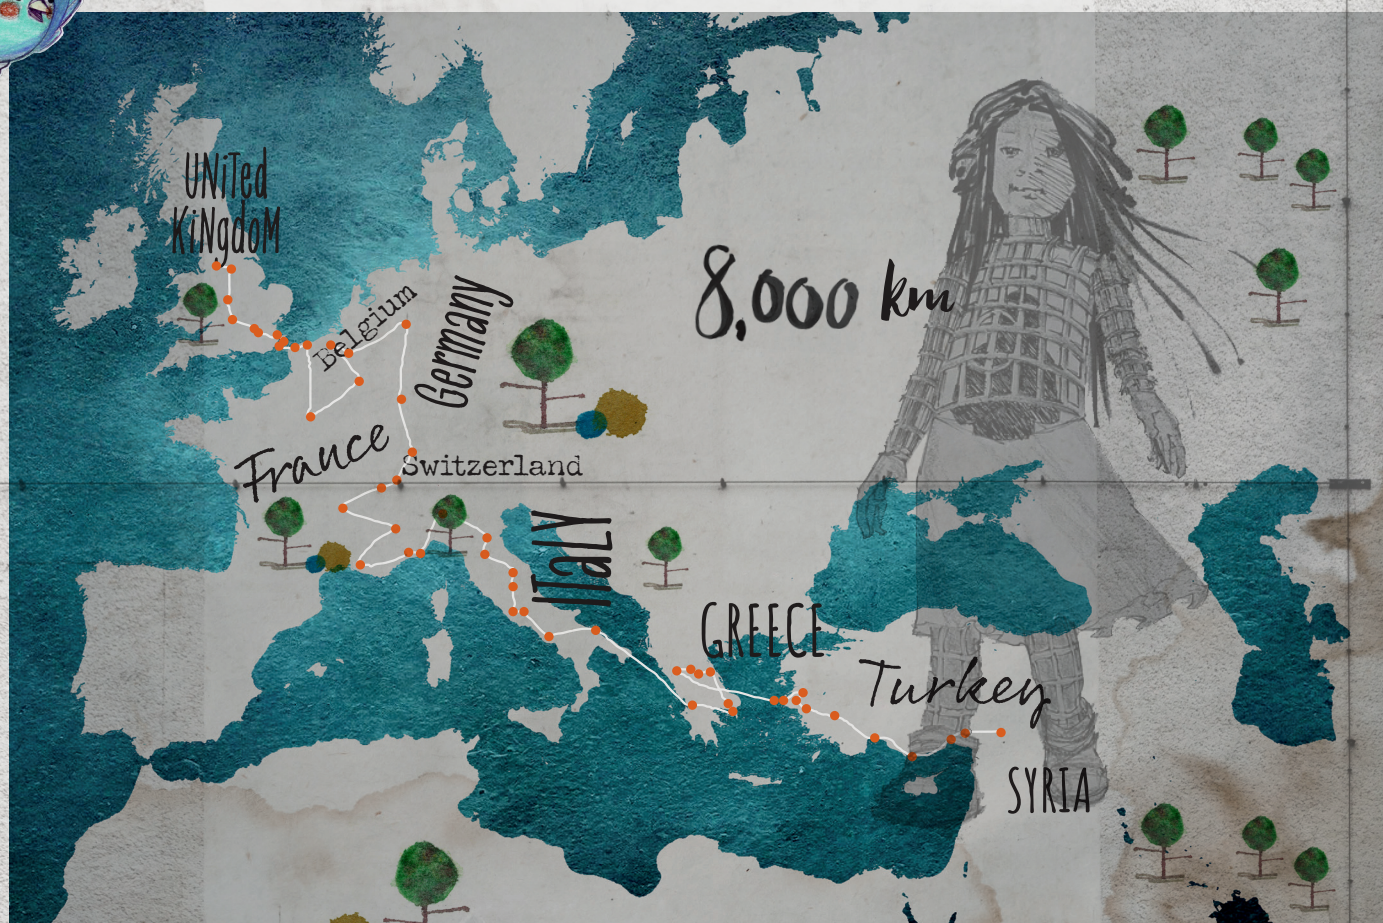 UNiTed
KiNgdoM
Belgium
Germany
8,000 km
France
Switzerland
ITaLY
GREECE
Turkey
SYRIA